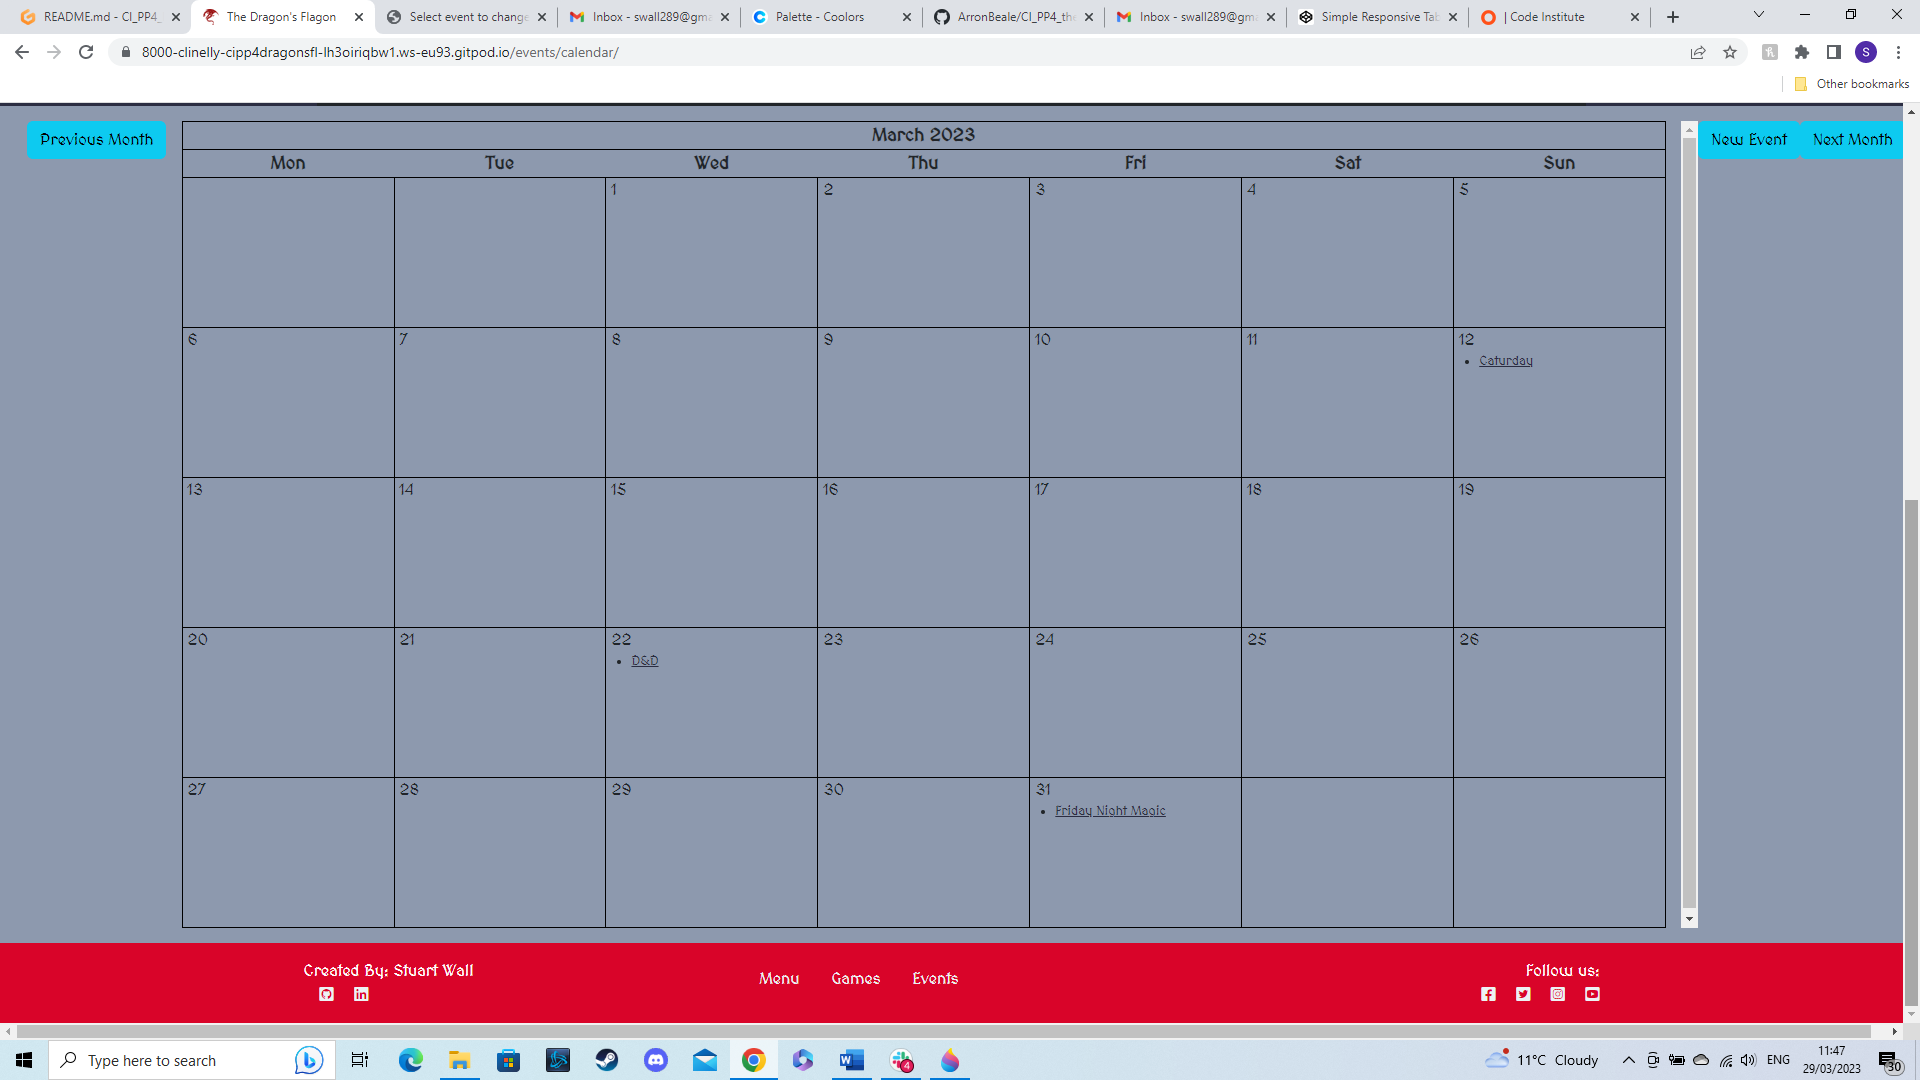 README.md - CI_PP4_
The Dragon's Flagon
Select event to change
Inbox - swall289@gma
Palette - Coolors
ArronBeale/CI_PP4_the
Inbox - swall289@gma
Simple Responsive Tab
| Code Institute
8000-clinelly-cipp4dragonsfl-lh3oiriqbw1.ws-eu93.gitpod.io/events/calendar/
S
Other bookmarks
Previous Month
March 2023
New Event
Next Month
Mon Tue Wed Thu Fri Sat Sun
1 2 3 4 5
6 7 8 9 10 11 12
Caturday
13 14 15 16 17 18 19
20 21 22 23 24 25 26
D&D
27 28 29 30 31
Friday Night Magic
Created By: Stuart Wall
Menu Games Events
Follow us:
Type here to search
4
11°C Cloudy
ENG
11:47
29/03/2023
30